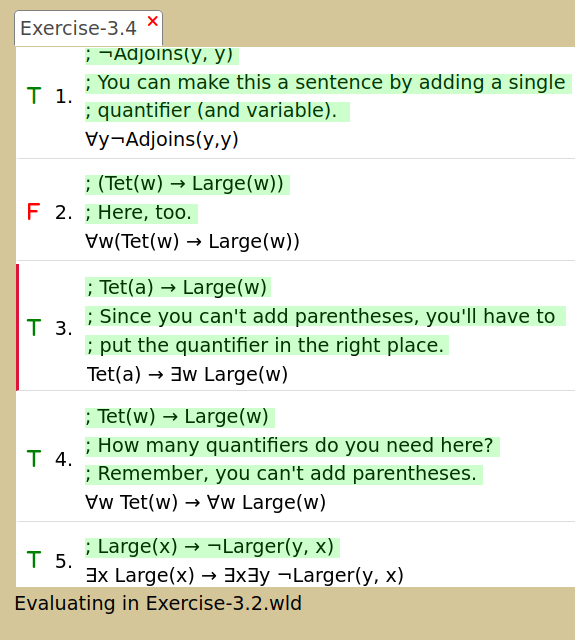 Exercise-3.4 ×
; ¬Adjoins(y, y)
T 1. ; You can make this a sentence by adding a single
; quantifier (and variable).
∀y¬Adjoins(y,y)
; (Tet(w) → Large(w))
F 2. ; Here, too.
∀w(Tet(w) → Large(w))
; Tet(a) → Large(w)
T 3. ; Since you can't add parentheses, you'll have to
; put the quantifier in the right place.
Tet(a) → ∃w Large(w)
; Tet(w) → Large(w)
T 4. ; How many quantifiers do you need here?
; Remember, you can't add parentheses.
∀w Tet(w) → ∀w Large(w)
; Large(x) → ¬Larger(y, x)
T 5. ∃x Large(x) → ∃x∃y ¬Larger(y, x)
Evaluating in Exercise-3.2.wld